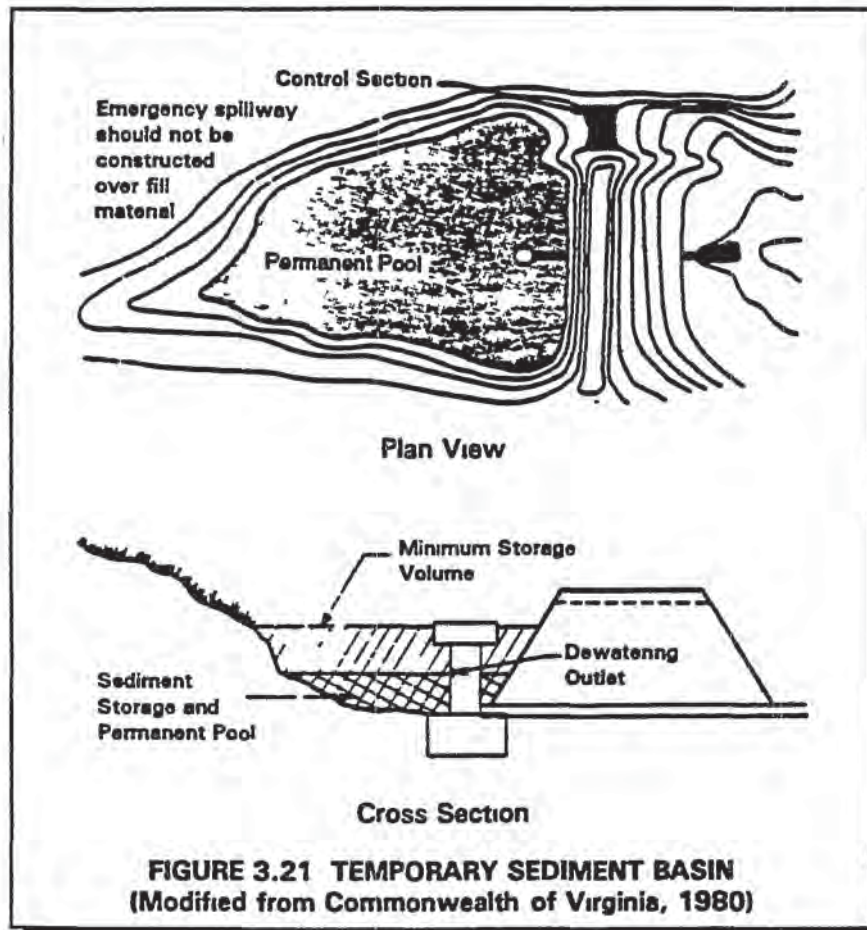 Control Section
Emergency spillway
should not be
constructed
over fill
material
Permanent Pool
Plan View
Minimum Storage
Volume
Dewatering
Outlet
Sediment
Storage and
Permanent Pool
Cross Section
FIGURE 3.21 TEMPORARY SEDIMENT BASIN
(Modified from Commonwealth of Virginia, 1980)